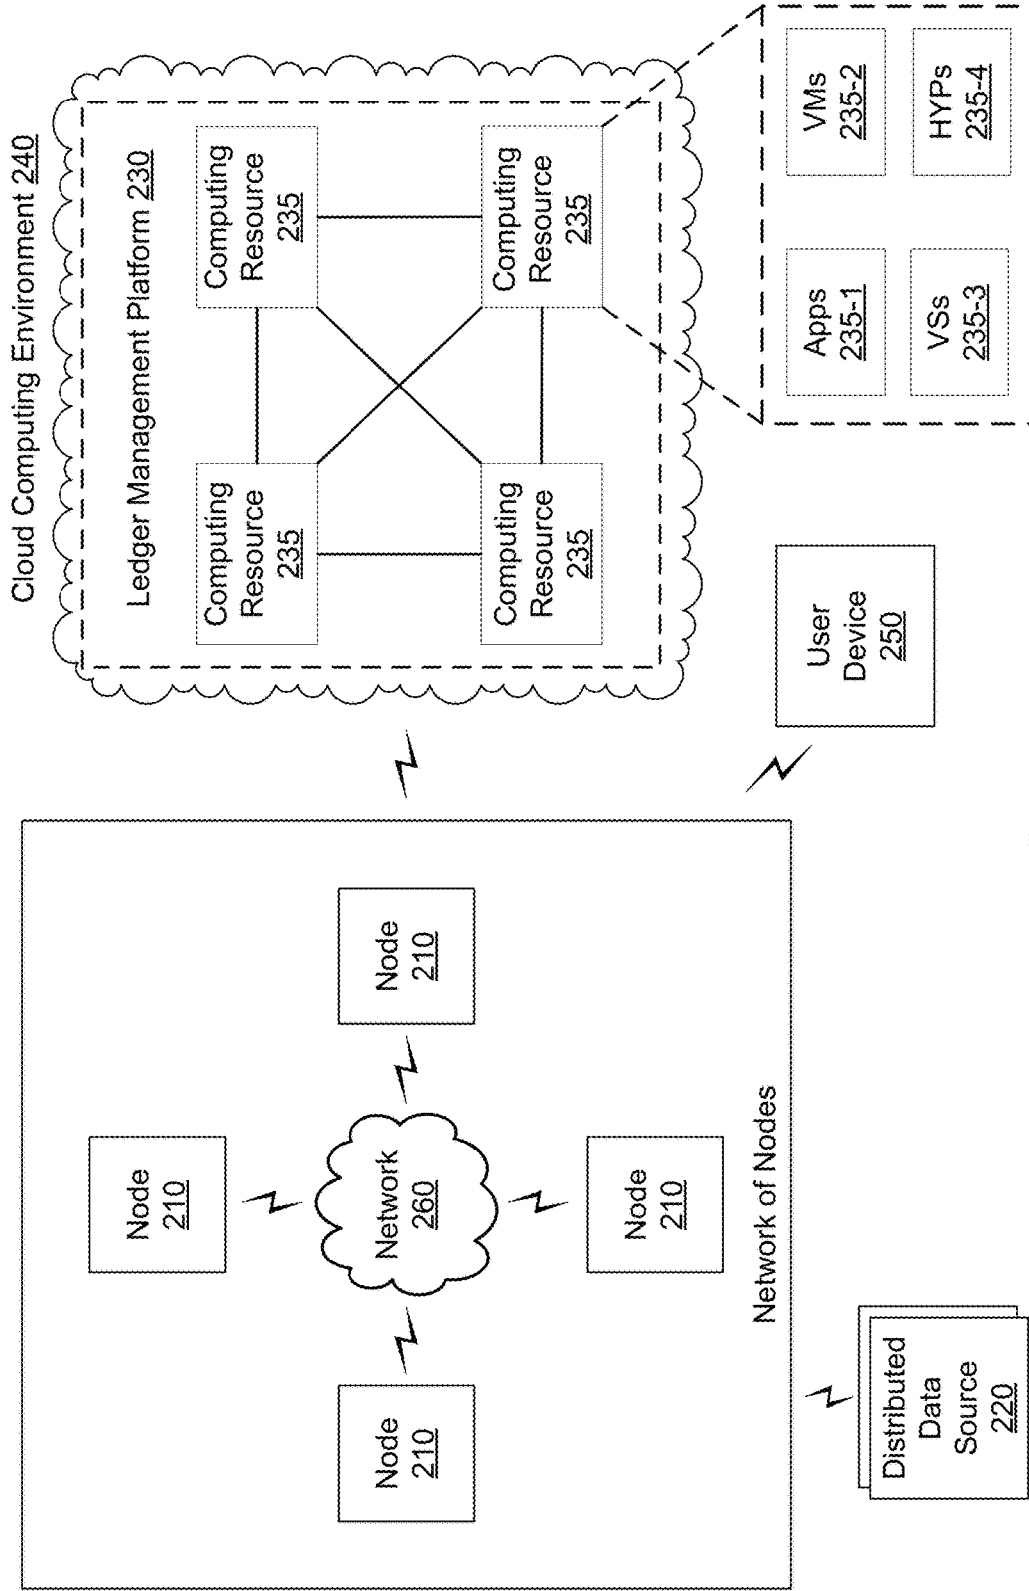 Cloud Computing Environment 240
Ledger Management Platform 230
Computing
Resource
235
Computing
Resource
235
Computing
Resource
235
Computing
Resource
235
Apps
235-1
VMs
235-2
VSs
235-3
HYPs
235-4
User
Device
250
Node
210
Node
210
Network
260
Node
210
Node
210
Network of Nodes
Distributed
Data
Source
220